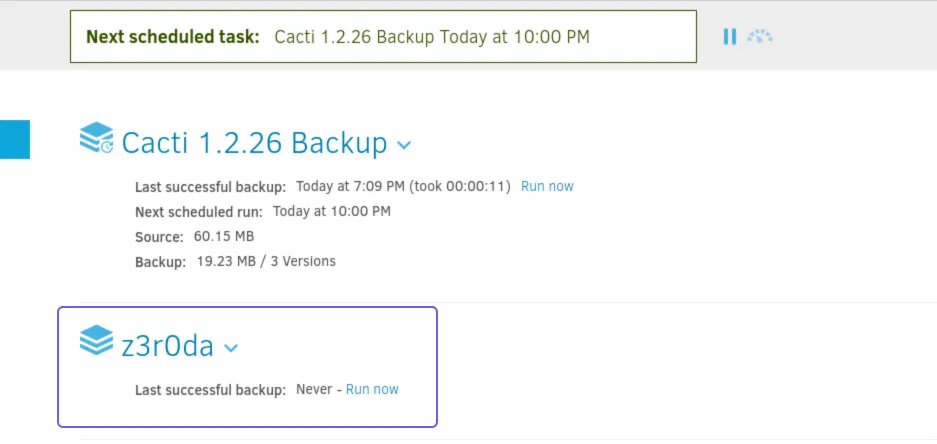 Next scheduled task: Cacti 1.2.26 Backup Today at 10:00 PM
Cacti 1.2.26 Backup
Last successful backup: Today at 7:09 PM (took 00:00:11) Run now
Next scheduled run: Today at 10:00 PM
Source: 60.15 MB
Backup: 19.23 MB / 3 Versions
z3r0da
Last successful backup: Never - Run now